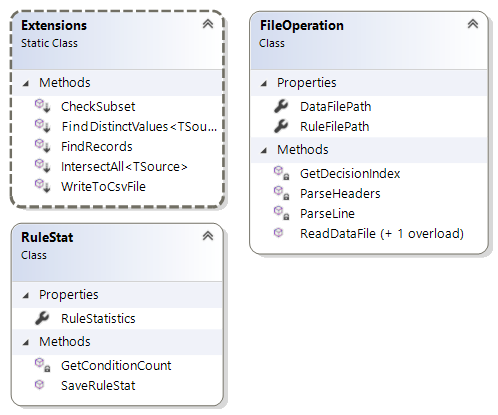 Extensions
Static Class
Methods
CheckSubset
FindDistinctValues<TSou...
FindRecords
IntersectAll<TSource>
WriteToCsvFile
FileOperation
Class
Properties
DataFilePath
RuleFilePath
Methods
GetDecisionIndex
ParseHeaders
ParseLine
ReadDataFile (+ 1 overload)
RuleStat
Class
Properties
RuleStatistics
Methods
GetConditionCount
SaveRuleStat